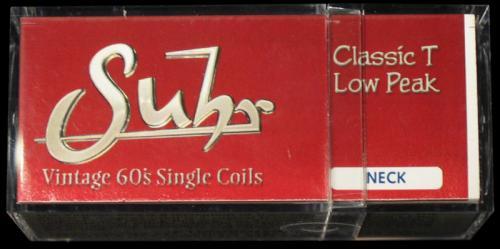 Suhr
Vintage 60's Single Coils
Classic T
Low Peak
NECK